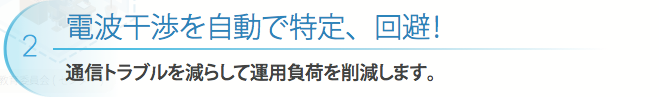 2
電波干渉を自動で特定、回避!
通信トラブルを減らして運用負荷を削減します。